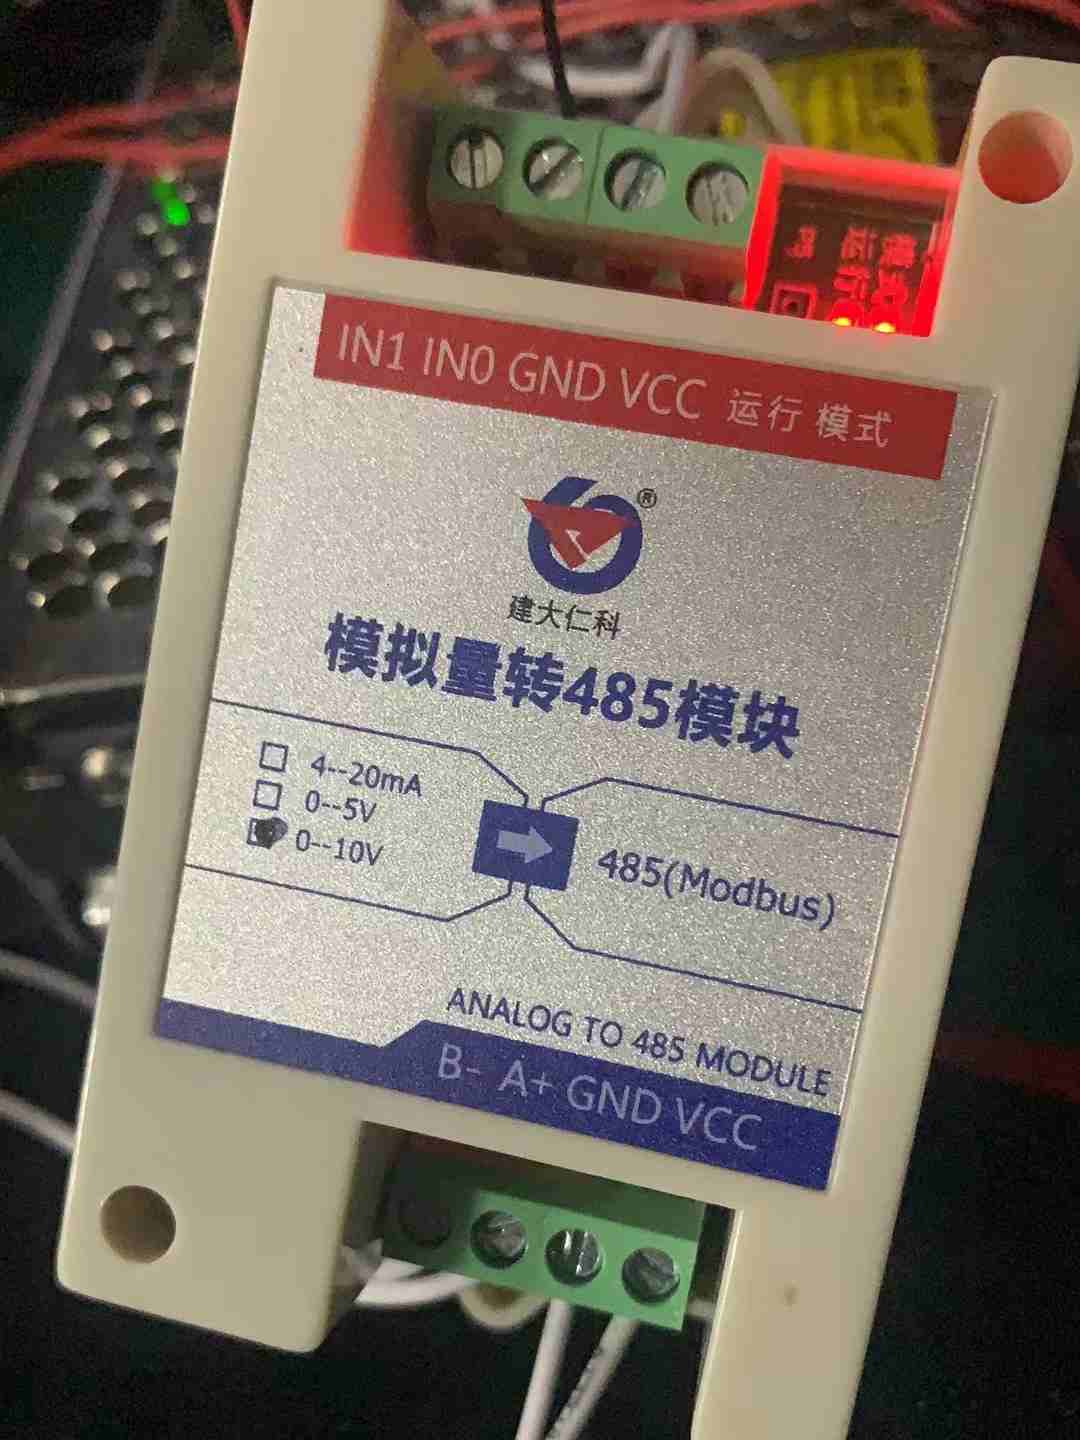 IN1 IN0 GND VCC 运行 模式
®
建大仁科
模拟量转485模块
4--20mA
0--5V
0--10V
485(Modbus)
ANALOG TO 485 MODULE
B- A+ GND VCC